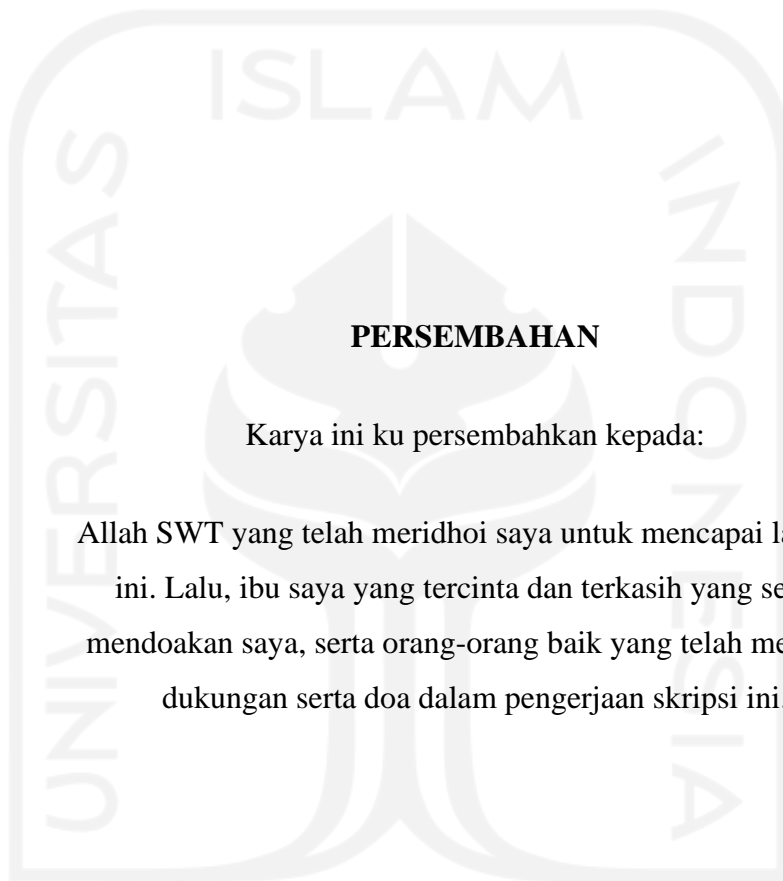 ISLAM
UNIVERSITAS
INDONESIA
PERSEMBAHAN
Karya ini ku persembahkan kepada:
Allah SWT yang telah meridhoi saya untuk mencapai
ini. Lalu, ibu saya yang tercinta dan terkasih yang
mendoakan saya, serta orang-orang baik yang telah
dukungan serta doa dalam pengerjaan skripsi ini.